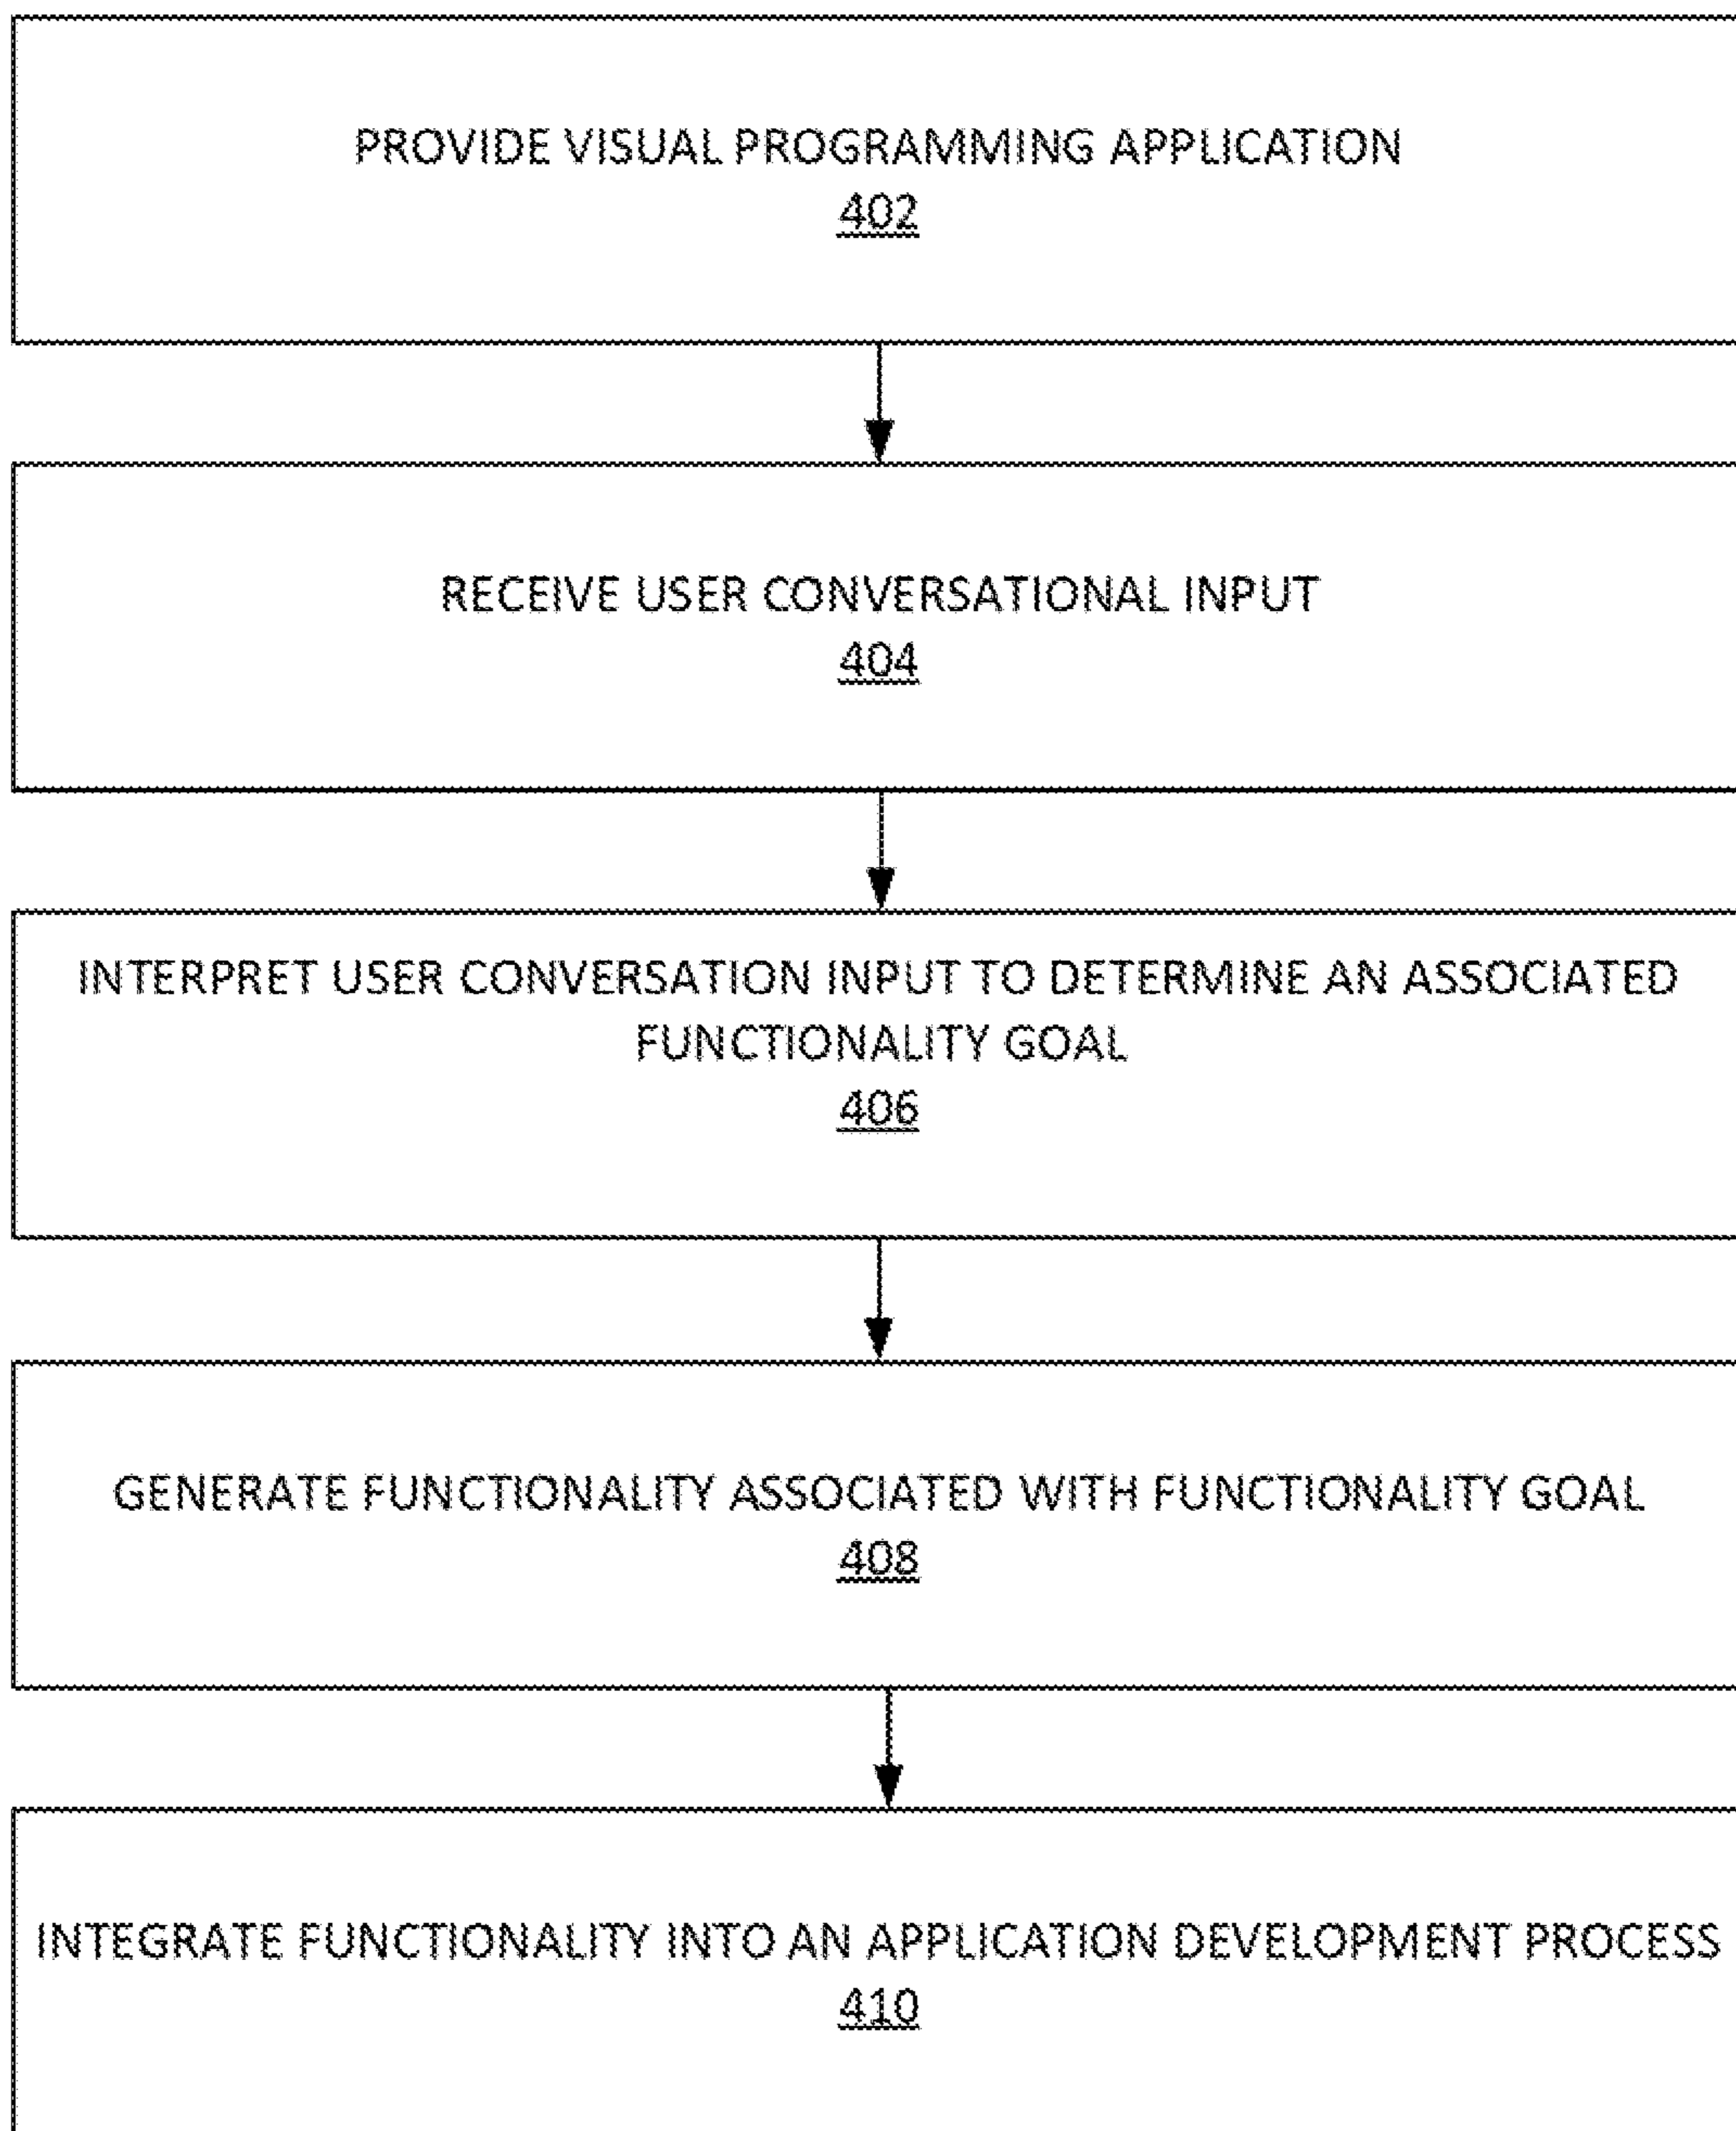 PROVIDE VISUAL PROGRAMMING APPLICATION
402
RECEIVE USER CONVERSATIONAL INPUT
404
INTERPRET USER CONVERSATION INPUT TO DETERMINE AN ASSOCIATED
FUNCTIONALITY GOAL
406
GENERATE FUNCTIONALITY ASSOCIATED WITH FUNCTIONALITY GOAL
408
INTEGRATE FUNCTIONALITY INTO AN APPLICATION DEVELOPMENT PROCESS
410